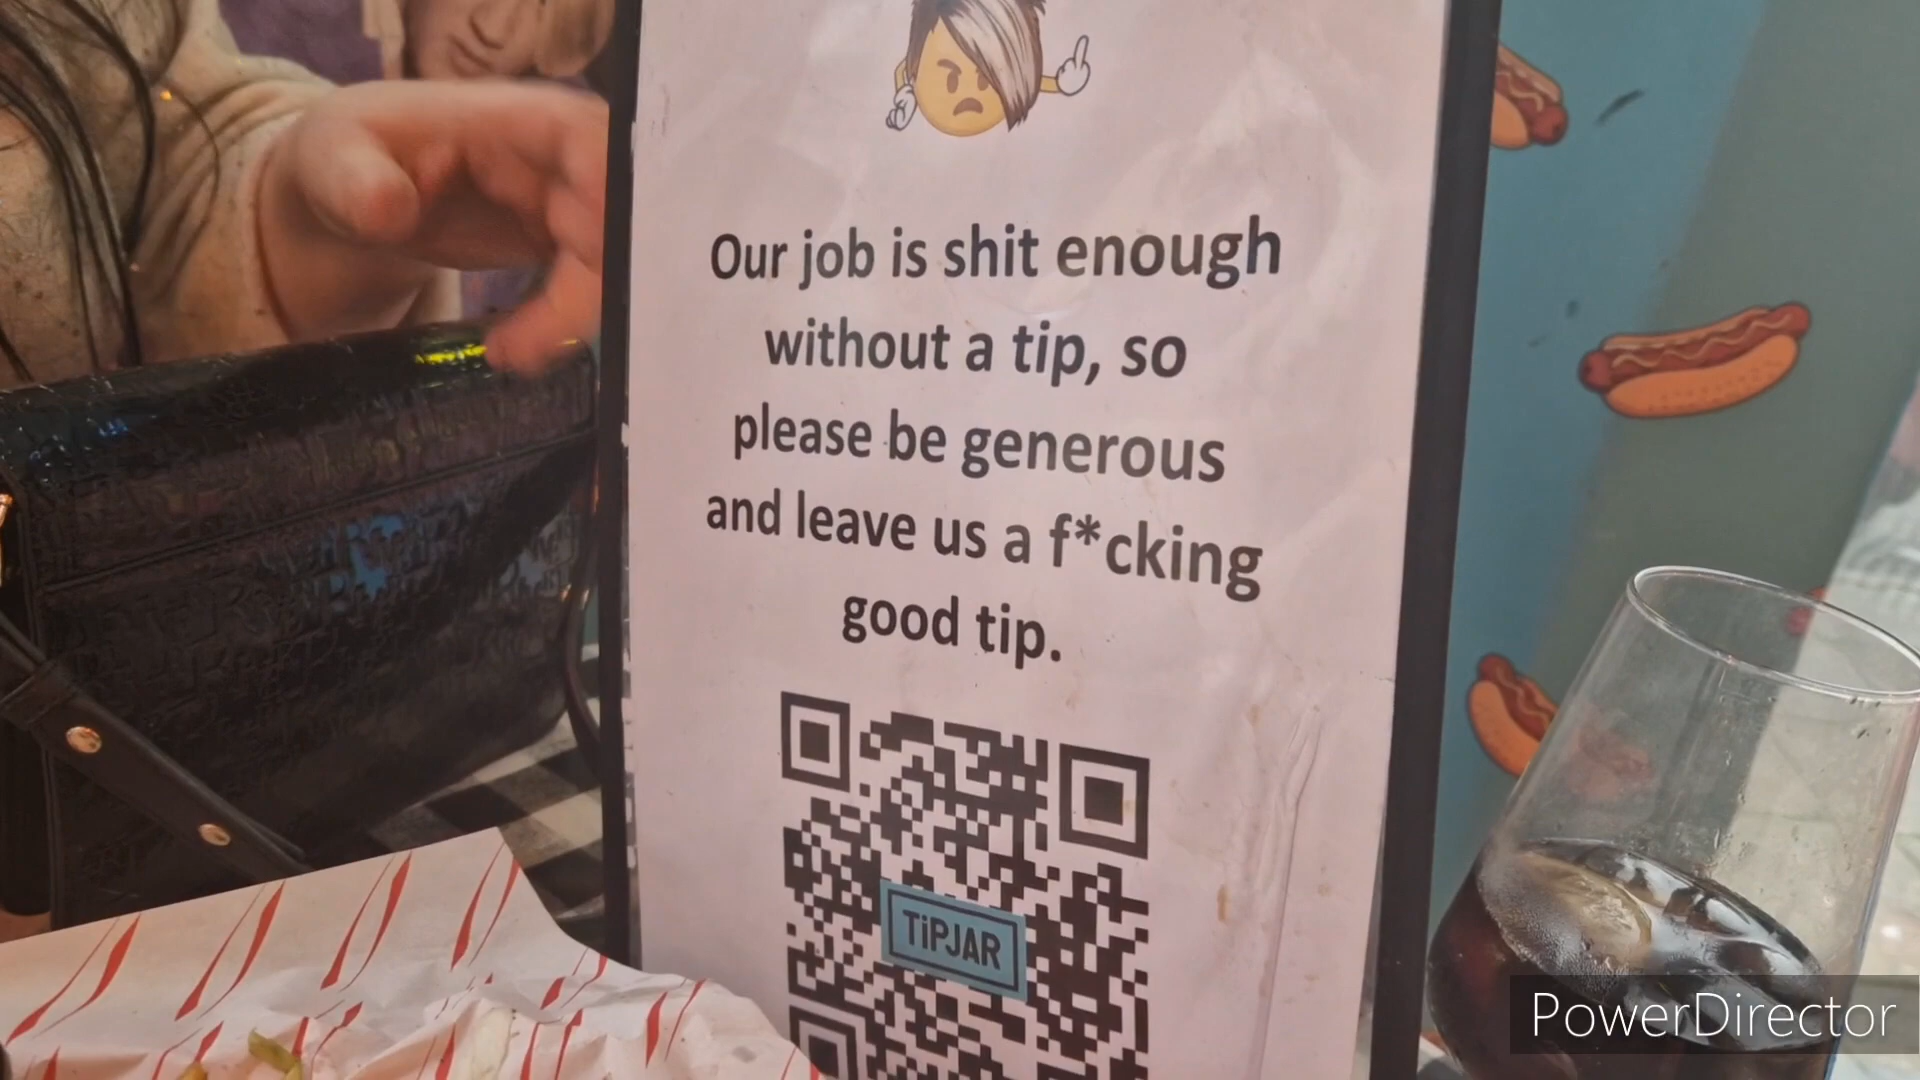 Our job is shit enough
without a tip, so
please be generous
and leave us a f*cking
good tip.
TiPJAR
PowerDirector